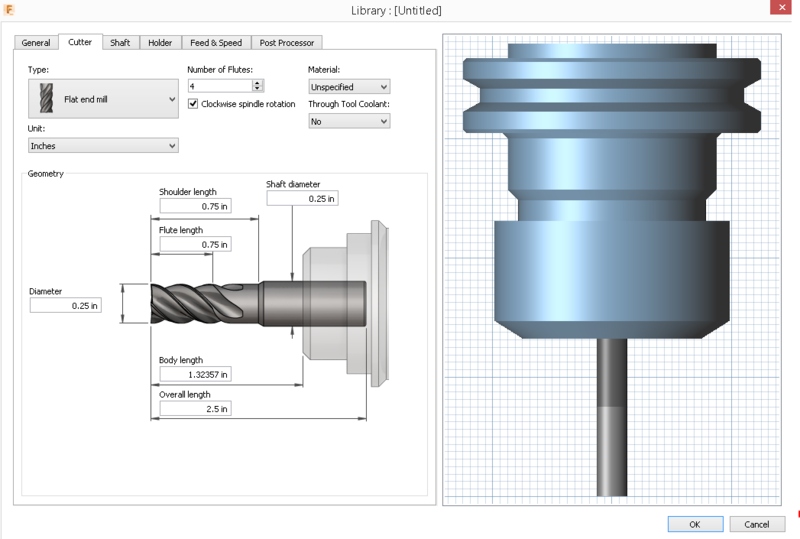 Library : [Untitled]
General Cutter Shaft Holder Feed & Speed Post Processor
Type:
Flat end mill
Unit:
Inches
Number of Flutes:
4
Clockwise spindle rotation
Material:
Unspecified
Through Tool Coolant:
No
Geometry
Shoulder length
0.75 in
Shaft diameter
0.25 in
Flute length
0.75 in
Diameter
0.25 in
Body length
1.32357 in
Overall length
2.5 in
OK Cancel